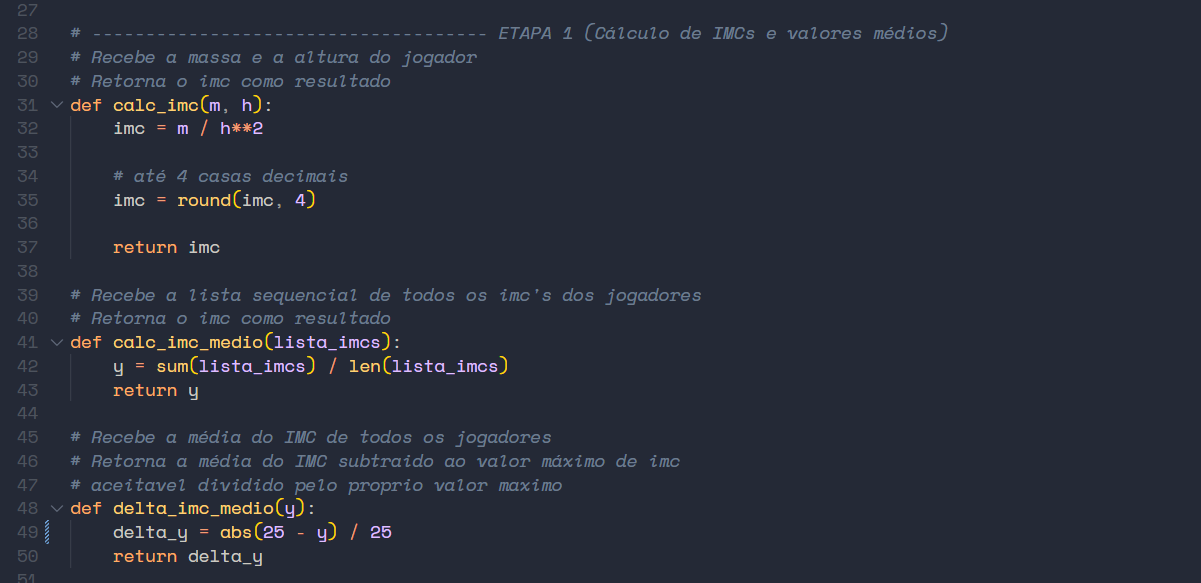 27
28 # ------------------------------------- ETAPA 1 (Cálculo de IMCs e valores médios)
29 # Recebe a massa e a altura do jogador
30 # Retorna o imc como resultado
31 def calc_imc(m, h):
32     imc = m / h**2
33
34     # até 4 casas decimais
35     imc = round(imc, 4)
36
37     return imc
38
39 # Recebe a lista sequencial de todos os imc's dos jogadores
40 # Retorna o imc como resultado
41 def calc_imc_medio(lista_imcs):
42     y = sum(lista_imcs) / len(lista_imcs)
43     return y
44
45 # Recebe a média do IMC de todos os jogadores
46 # Retorna a média do IMC subtraido ao valor máximo de imc
47 # aceitavel dividido pelo proprio valor maximo
48 def delta_imc_medio(y):
49     delta_y = abs(25 - y) / 25
50     return delta_y
51